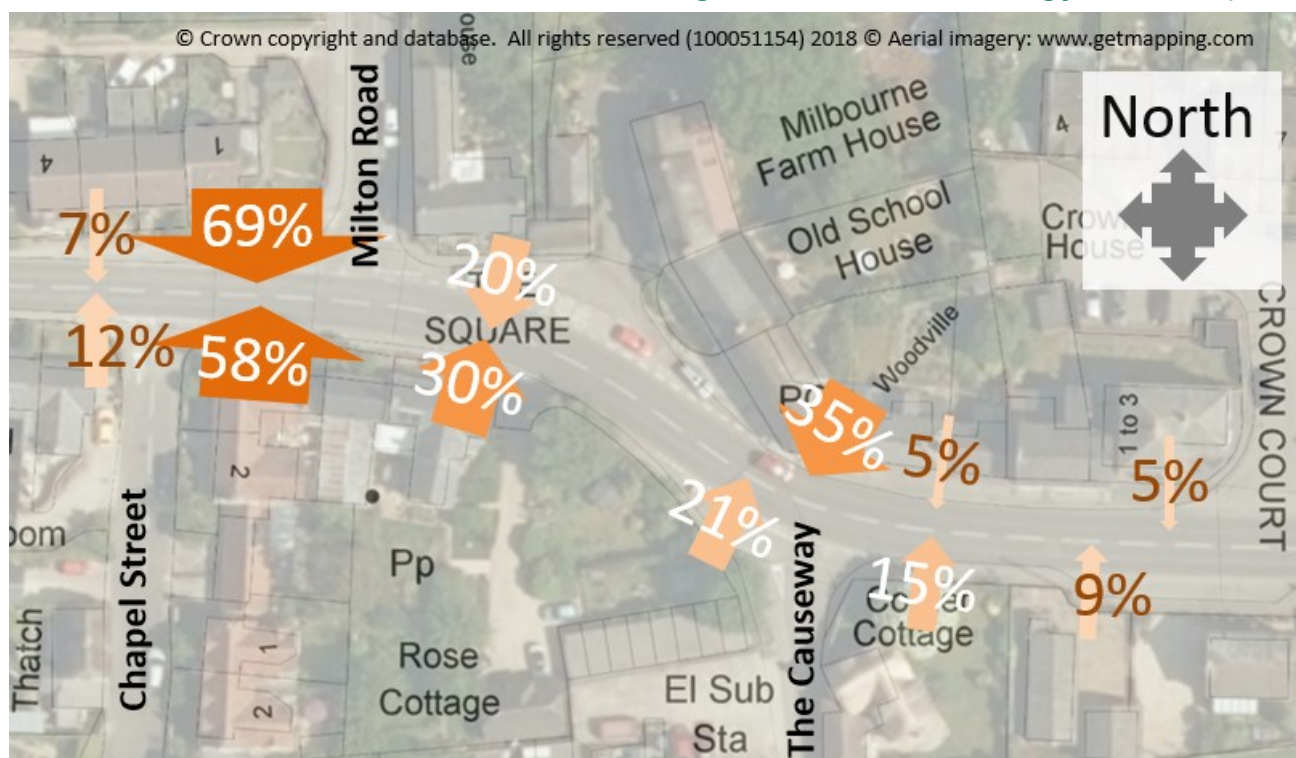 © Crown copyright and database. All rights reserved (100051154) 2018 © Aerial imagery: www.getmapping.com
Milton Road
Milbourne
Farm House
4
North
4
1
Old School
House
Crown
House
7%
69%
20%
SQUARE
12%
58%
30%
Woodville
35%
5%
1 to 3
5%
CROWN COURT
2
21%
Chapel Street
Pp
The Causeway
15%
9%
Cottage
Thatch
1
Rose
Cottage
2
El Sub
Sta